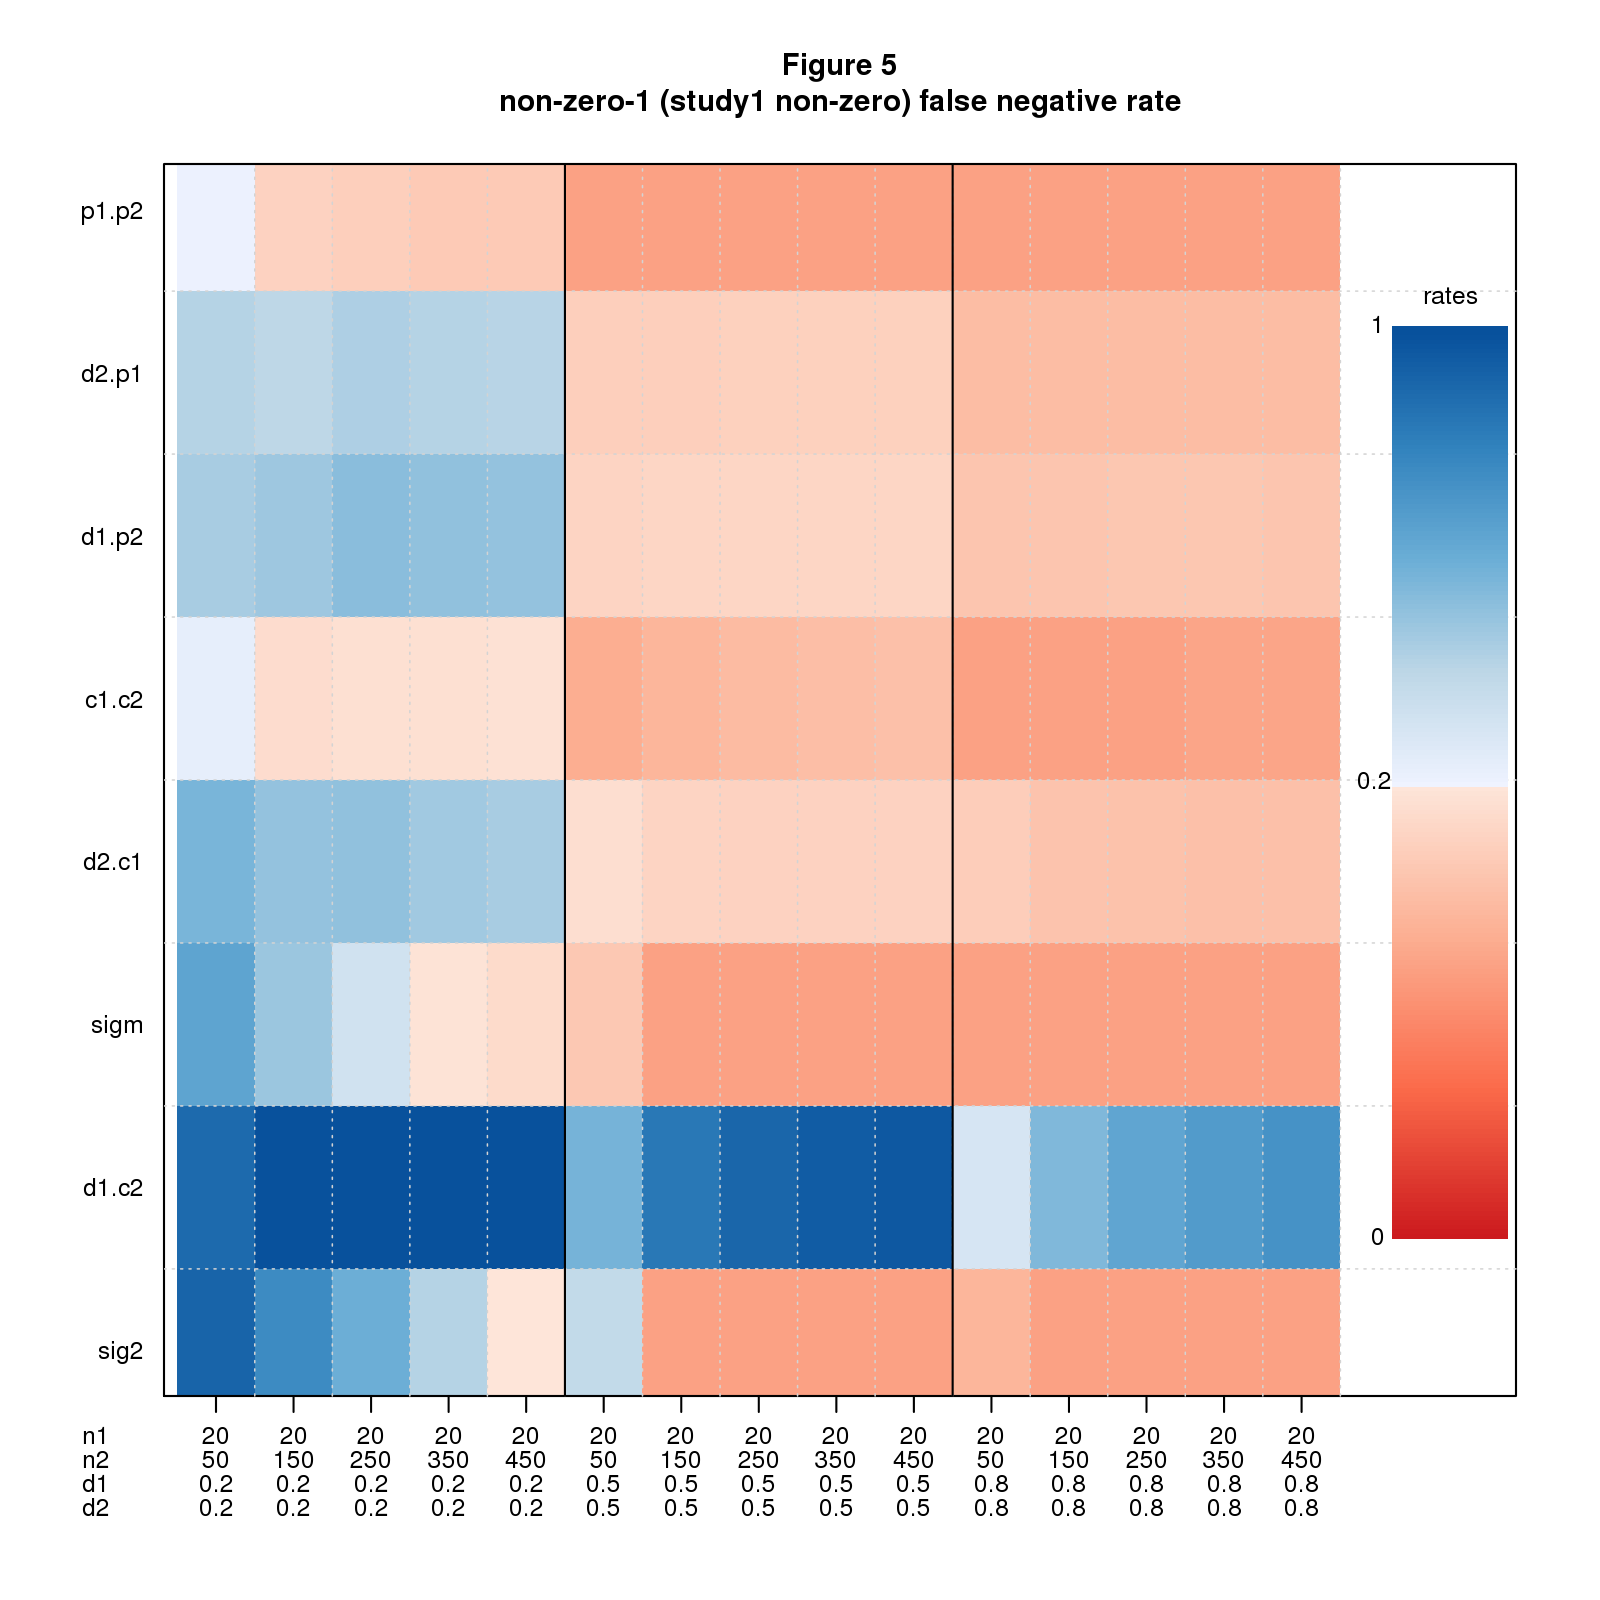 Figure 5
non-zero-1 (study1 non-zero) false negative rate
p1.p2
d2.p1
d1.p2
c1.c2
d2.c1
sigm
d1.c2
sig2
rates
1
0.2
0
n1 20 20 20 20 20 20 20 20 20 20 20 20 20 20 20
n2 50 150 250 350 450 50 150 250 350 450 50 150 250 350 450
d1 0.2 0.2 0.2 0.2 0.2 0.5 0.5 0.5 0.5 0.5 0.8 0.8 0.8 0.8 0.8
d2 0.2 0.2 0.2 0.2 0.2 0.5 0.5 0.5 0.5 0.5 0.8 0.8 0.8 0.8 0.8